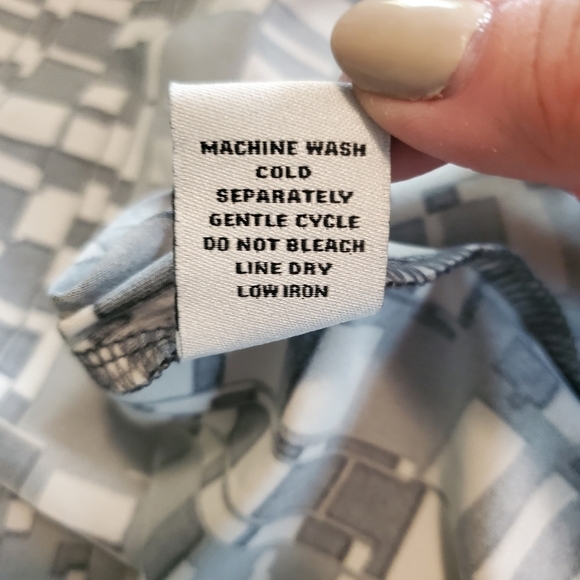 MACHINE WASH
COLD
SEPARATELY
GENTLE CYCLE
DO NOT BLEACH
LINE DRY
LOW IRON